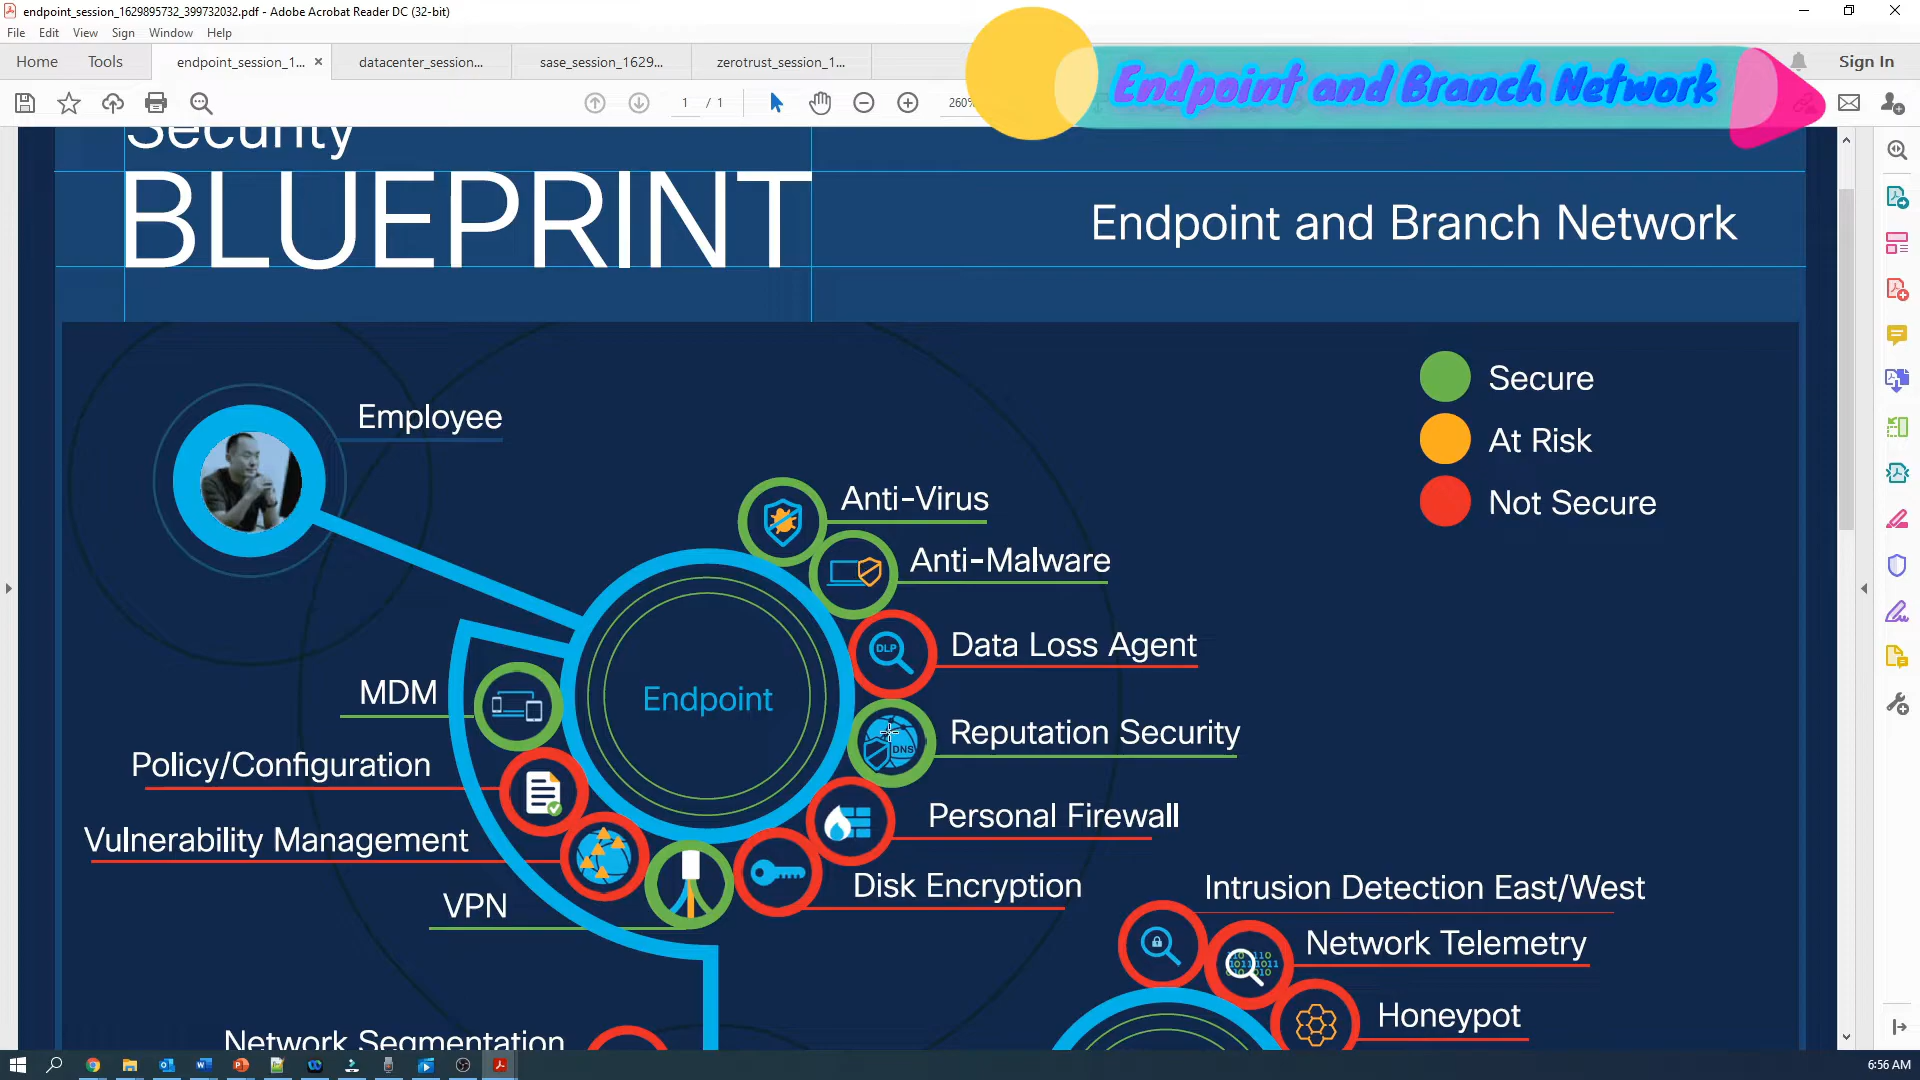 endpoint_session_1629895732_399732032.pdf - Adobe Acrobat Reader DC (32-bit)
File Edit View Sign Window Help
Home Tools endpoint_session_1... × datacenter_session... sase_session_1629... zerotrust_session_1... Sign In
1 / 1 260%
Endpoint and Branch Network
Security
BLUEPRINT
Endpoint and Branch Network
Secure
At Risk
Not Secure
Employee
Anti-Virus
Anti-Malware
DLP
Data Loss Agent
Endpoint
MDM
DNS
Reputation Security
Policy/Configuration
Personal Firewall
Vulnerability Management
Disk Encryption
VPN
Intrusion Detection East/West
Network Telemetry
Honeypot
Network Segmentation
6:56 AM